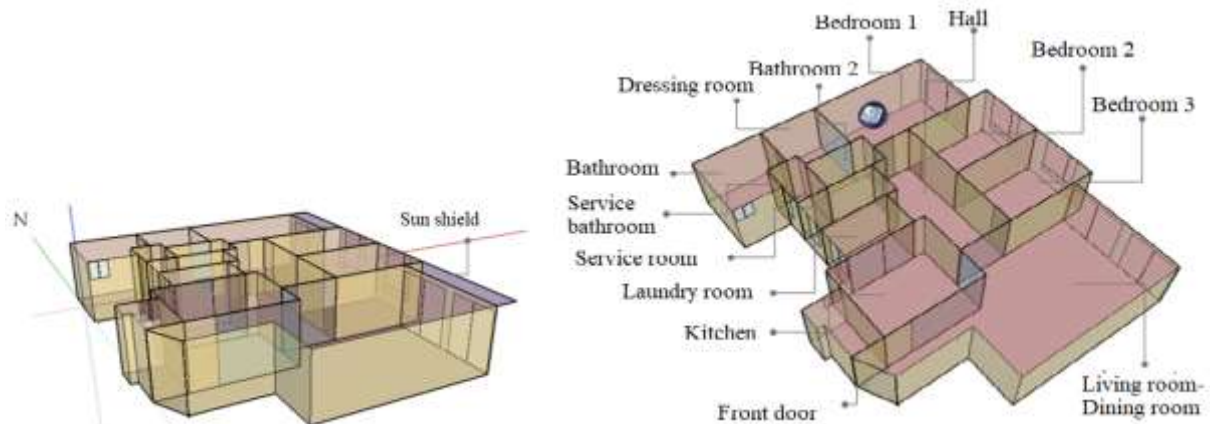 N
Sun shield
Bedroom 1
Hall
Bedroom 2
Bathroom 2
Dressing room
Bedroom 3
Bathroom
Service
bathroom
Service room
Laundry room
Kitchen
Front door
Living room-
Dining room